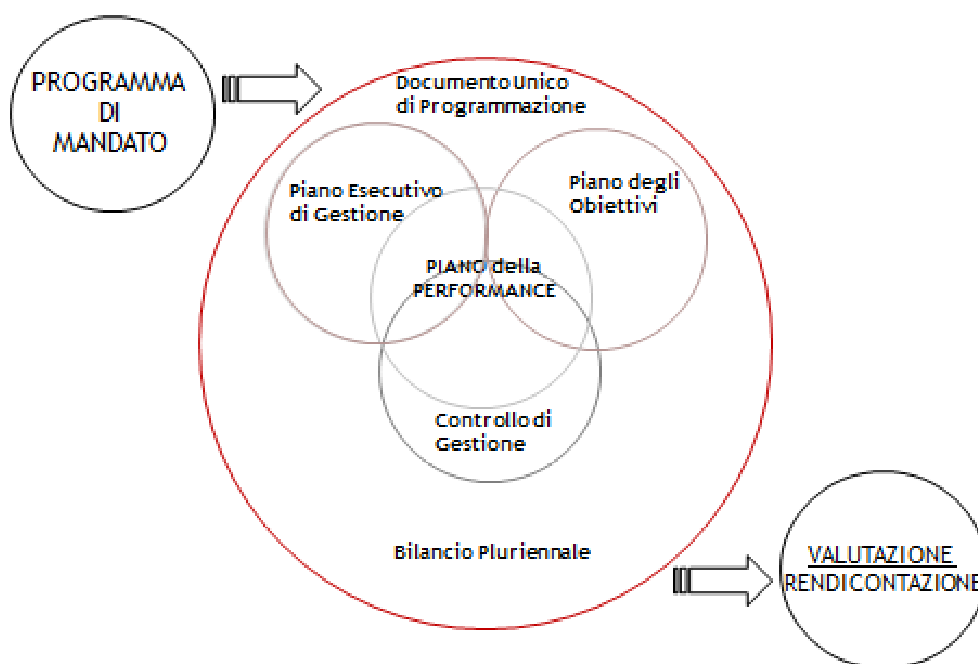 PROGRAMMA
DI
MANDATO
Documento Unico
di Programmazione
Piano Esecutivo
di Gestione
Piano degli
Obiettivi
PIANO della
PERFORMANCE
Controllo di
Gestione
Bilancio Pluriennale
VALUTAZIONE
RENDICONTAZIONE